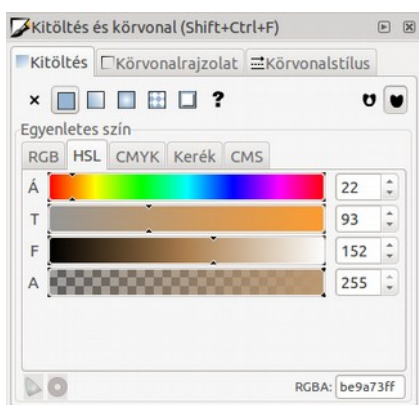 Kitöltés és körvonal (Shift+Ctrl+F)
Kitöltés Körvonalrajzolat Körvonalstílus
× ?
Egyenletes szín
RGB HSL CMYK Kerék CMS
Á 22
T 93
F 152
A 255
RGBA: be9a73ff